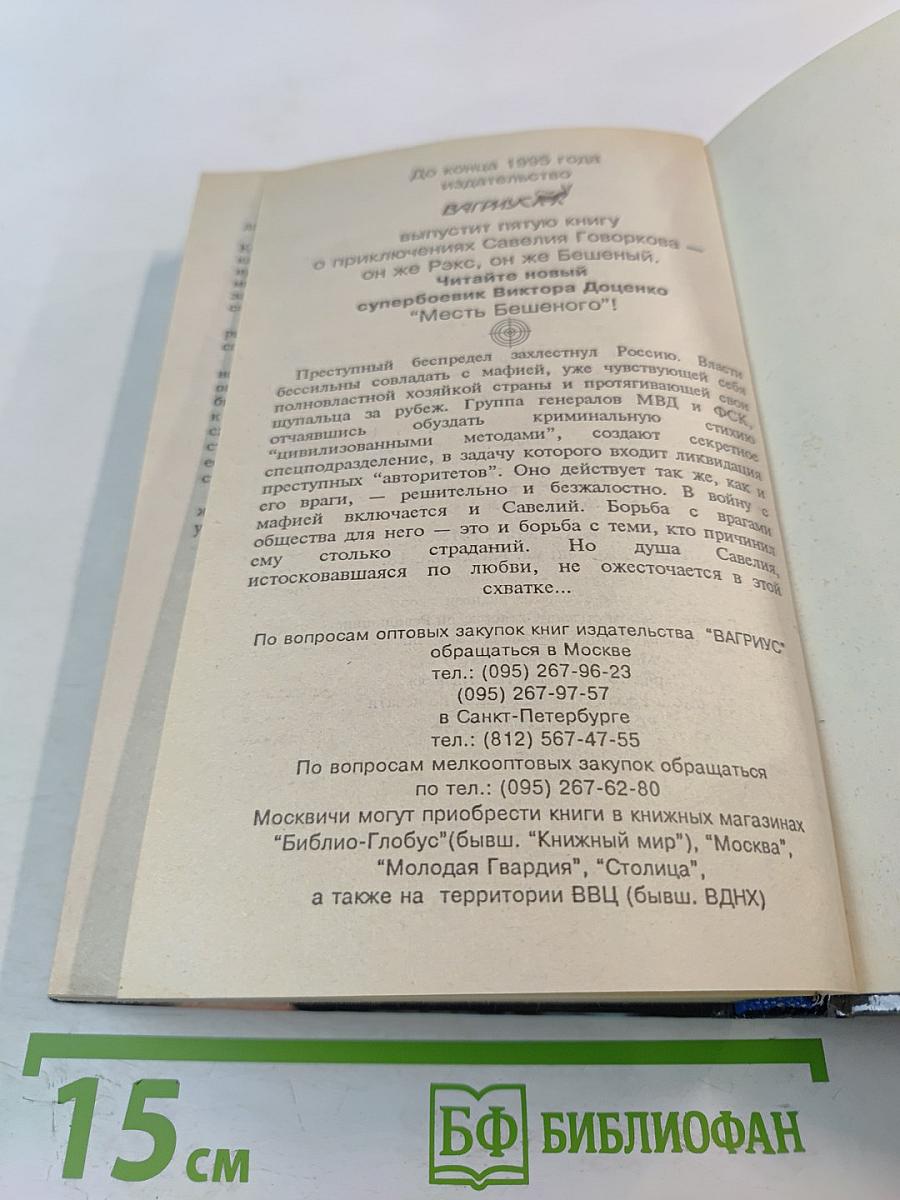 До конца 1995 года
издательство
ВАГРИУС
выпустит пятую книгу
о приключениях Савелия Говоркова —
он же Рэкс, он же Бешеный.
Читайте новый
супербоевик Виктора Доценко
“Месть Бешеного”!
Преступный беспредел захлестнул Россию. Власти
бессильны совладать с мафией, уже чувствующей себя
полновластной хозяйкой страны и протягивающей свои
щупальца за рубеж. Группа генералов МВД и ФСК,
отчаявшись обуздать криминальную стихию
“цивилизованными методами”, создают секретное
спецподразделение, в задачу которого входит ликвидация
преступных “авторитетов”. Оно действует так же, как и
его враги, — решительно и безжалостно. В войну с
мафией включается и Савелий. Борьба с врагами
общества для него — это и борьба с теми, кто причинил
ему столько страданий. Но душа Савелия,
истосковавшаяся по любви, не ожесточается в этой
схватке...
По вопросам оптовых закупок книг издательства “ВАГРИУС”
обращаться в Москве
тел.: (095) 267-96-23
(095) 267-97-57
в Санкт-Петербурге
тел.: (812) 567-47-55
По вопросам мелкооптовых закупок обращаться
по тел.: (095) 267-62-80
Москвичи могут приобрести книги в книжных магазинах
“Библио-Глобус”(бывш. “Книжный мир”), “Москва”,
“Молодая Гвардия”, “Столица”,
а также на территории ВВЦ (бывш. ВДНХ)
15 см
БФ БИБЛИОФАН